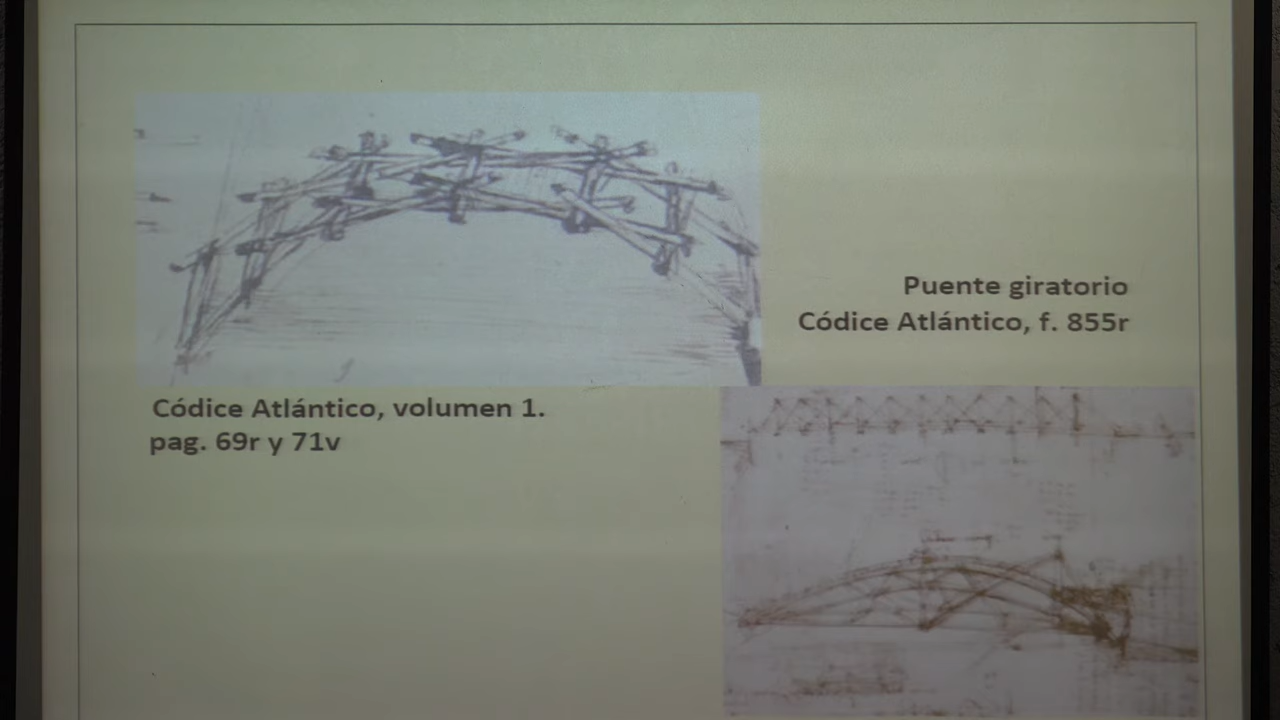 Puente giratorio
Códice Atlántico, f. 855r
Códice Atlántico, volumen 1.
pag. 69r y 71v